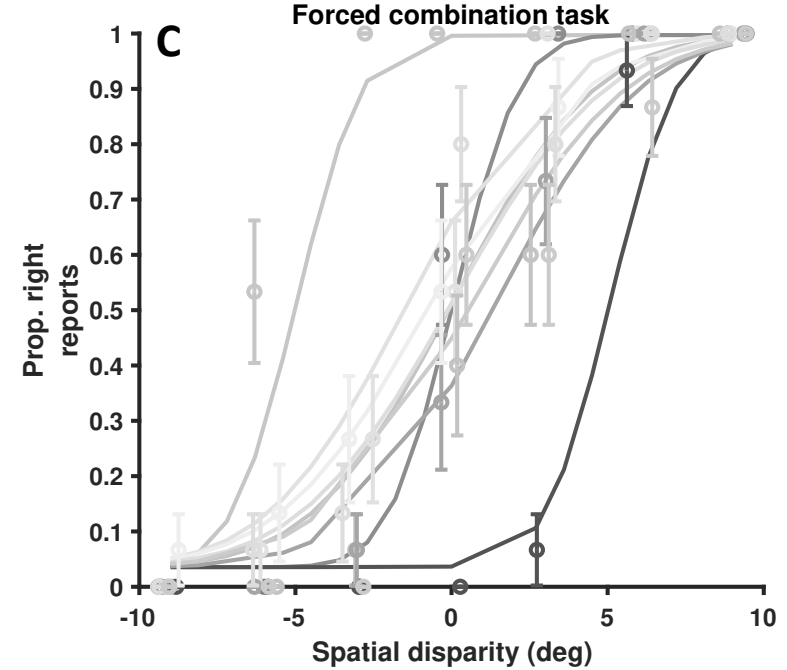 Forced combination task
C
1
0.9
0.8
0.7
0.6
0.5
0.4
0.3
0.2
0.1
0
Prop. right
reports
-10 -5 0 5 10
Spatial disparity (deg)